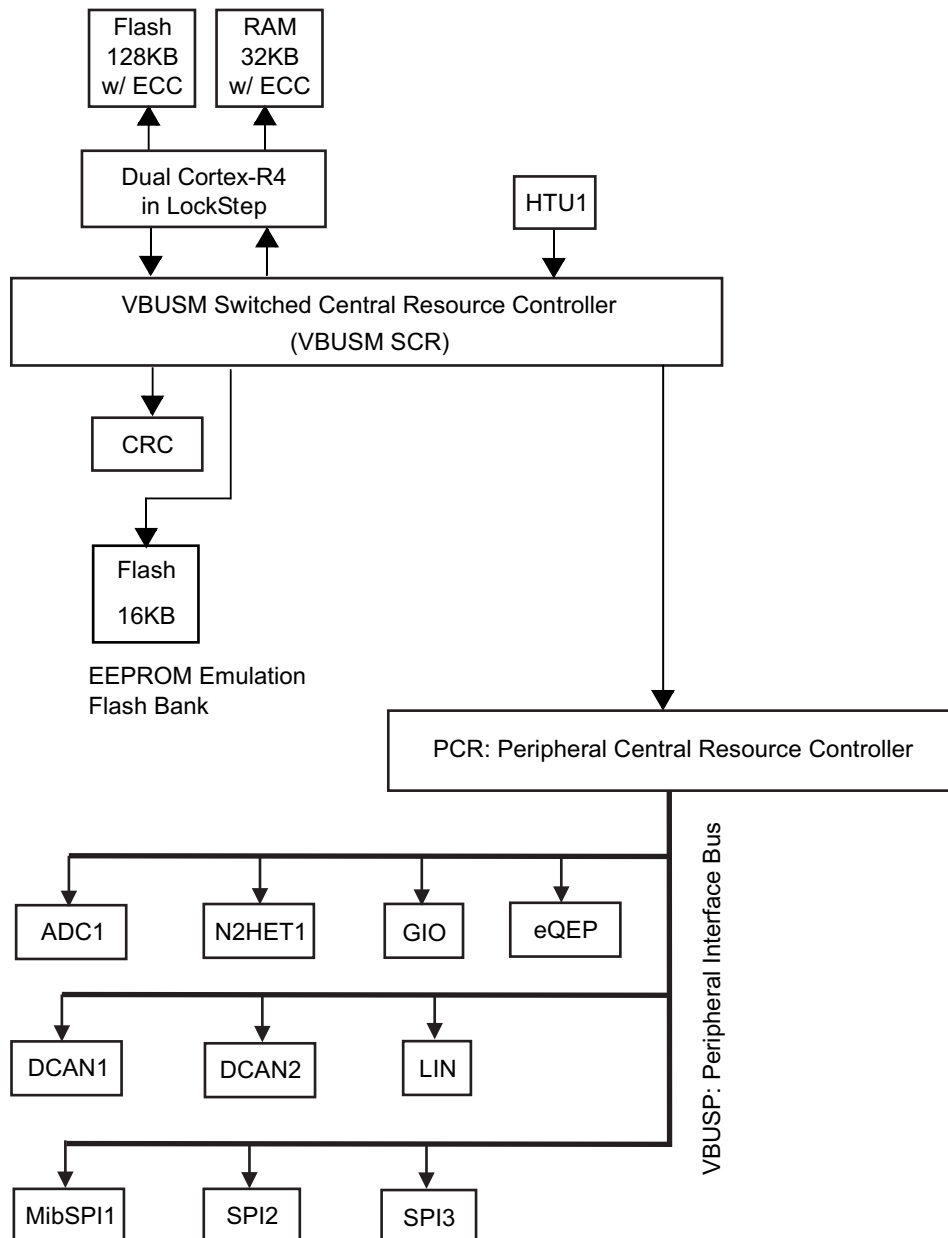 Flash
128KB
w/ ECC
RAM
32KB
w/ ECC
Dual Cortex-R4
in LockStep
HTU1
VBUSM Switched Central Resource Controller
(VBUSM SCR)
CRC
Flash
16KB
EEPROM Emulation
Flash Bank
PCR: Peripheral Central Resource Controller
VBUSP: Peripheral Interface Bus
ADC1
N2HET1
GIO
eQEP
DCAN1
DCAN2
LIN
MibSPI1
SPI2
SPI3